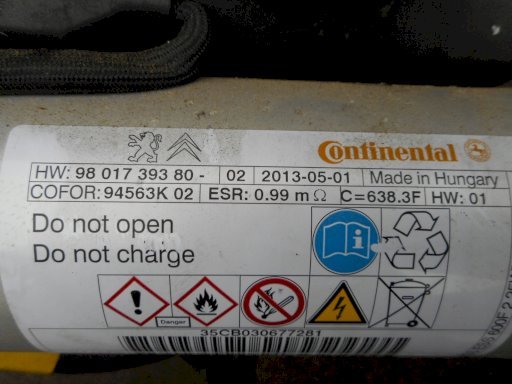 Continental
HW: 98 017 393 80 - 02 2013-05-01 Made in Hungary
COFOR: 94563K 02 ESR: 0.99 m Ω C=638.3F HW: 01
Do not open
Do not charge
Danger
35CB030677281